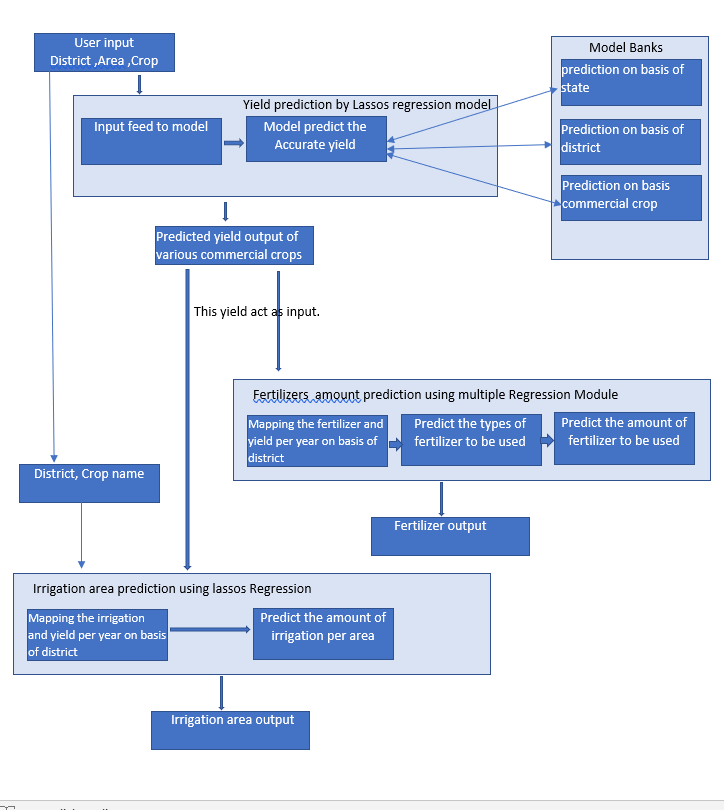 User input
District ,Area ,Crop
Model Banks
prediction on basis of
state
Prediction on basis of
district
Prediction on basis
commercial crop
Yield prediction by Lassos regression model
Input feed to model
Model predict the
Accurate yield
Predicted yield output of
various commercial crops
This yield act as input.
Fertilizers  amount prediction using multiple Regression Module
Mapping the fertilizer and
yield per year on basis of
district
Predict the types of
fertilizer to be used
Predict the amount of
fertilizer to be used
Fertilizer output
District, Crop name
Irrigation area prediction using lassos Regression
Mapping the irrigation
and yield per year on basis
of district
Predict the amount of
irrigation per area
Irrigation area output